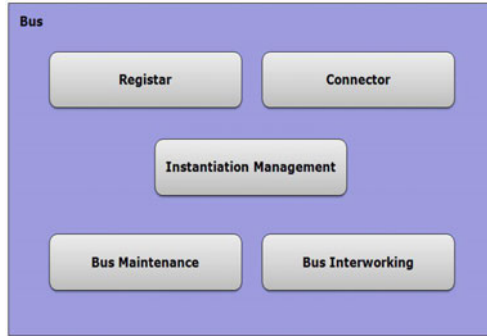 Bus
Registar
Connector
Instantiation Management
Bus Maintenance
Bus Interworking